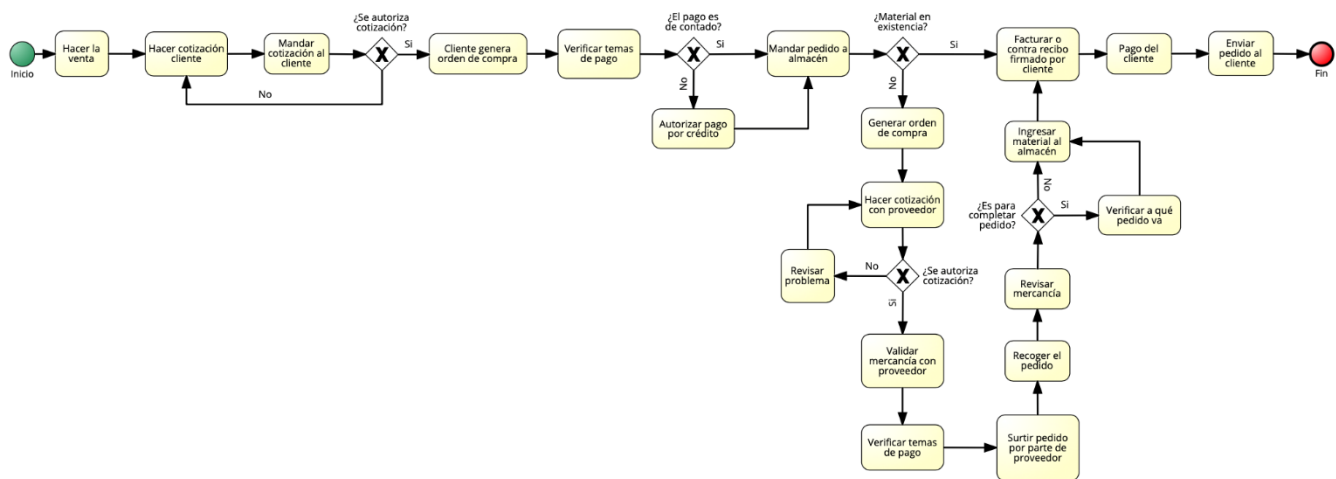 Inicio
Hacer la
venta
Hacer cotización
cliente
Mandar
cotización al
cliente
¿Se autoriza
cotización?
Si
No
Cliente genera
orden de compra
Verificar temas
de pago
¿El pago es
de contado?
Si
No
Autorizar pago
por crédito
Mandar pedido a
almacén
¿Material en
existencia?
Si
No
Generar orden
de compra
Hacer cotización
con proveedor
¿Se autoriza
cotización?
No
Revisar
problema
Si
Validar
mercancía con
proveedor
Verificar temas
de pago
Surtir pedido
por parte de
proveedor
Recoger el
pedido
Revisar
mercancía
¿Es para
completar
pedido?
Si
Verificar a qué
pedido va
No
Ingresar
material al
almacén
Facturar o
contra recibo
firmado por
cliente
Pago del
cliente
Enviar
pedido al
cliente
Fin